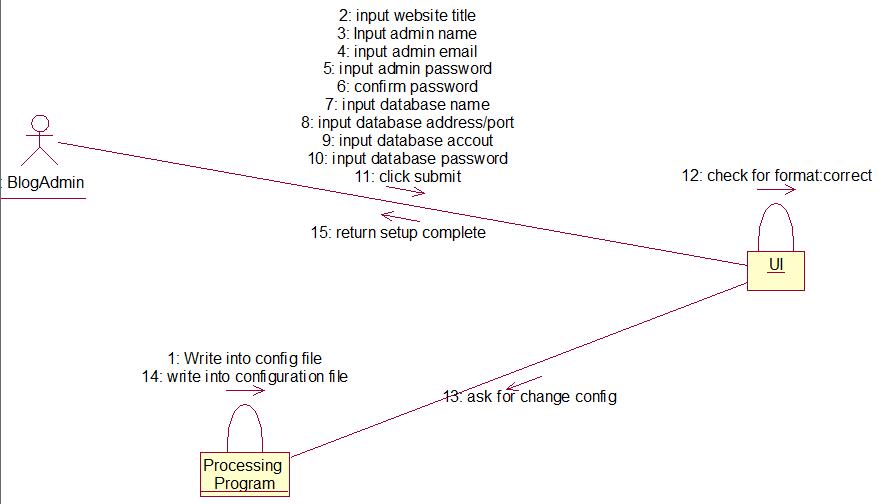 2: input website title
3: Input admin name
4: input admin email
5: input admin password
6: confirm password
7: input database name
8: input database address/port
9: input database accout
10: input database password
11: click submit
: BlogAdmin
12: check for format:correct
15: return setup complete
UI
1: Write into config file
14: write into configuration file
13: ask for change config
Processing
Program